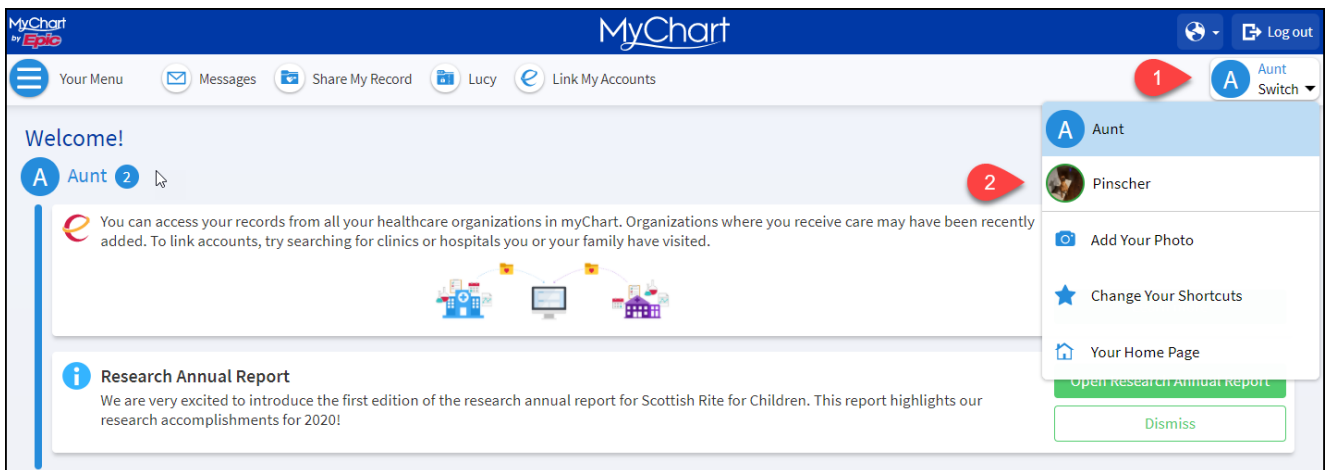 MyChart
by Epic
MyChart
Log out
Your Menu
Messages
Share My Record
Lucy
Link My Accounts
1
A
Aunt
Switch
Welcome!
A
Aunt 2
A
Aunt
2
Pinscher
Add Your Photo
Change Your Shortcuts
Your Home Page
You can access your records from all your healthcare organizations in myChart. Organizations where you receive care may have been recently
added. To link accounts, try searching for clinics or hospitals you or your family have visited.
Research Annual Report
We are very excited to introduce the first edition of the research annual report for Scottish Rite for Children. This report highlights our
research accomplishments for 2020!
Open Research Annual Report
Dismiss